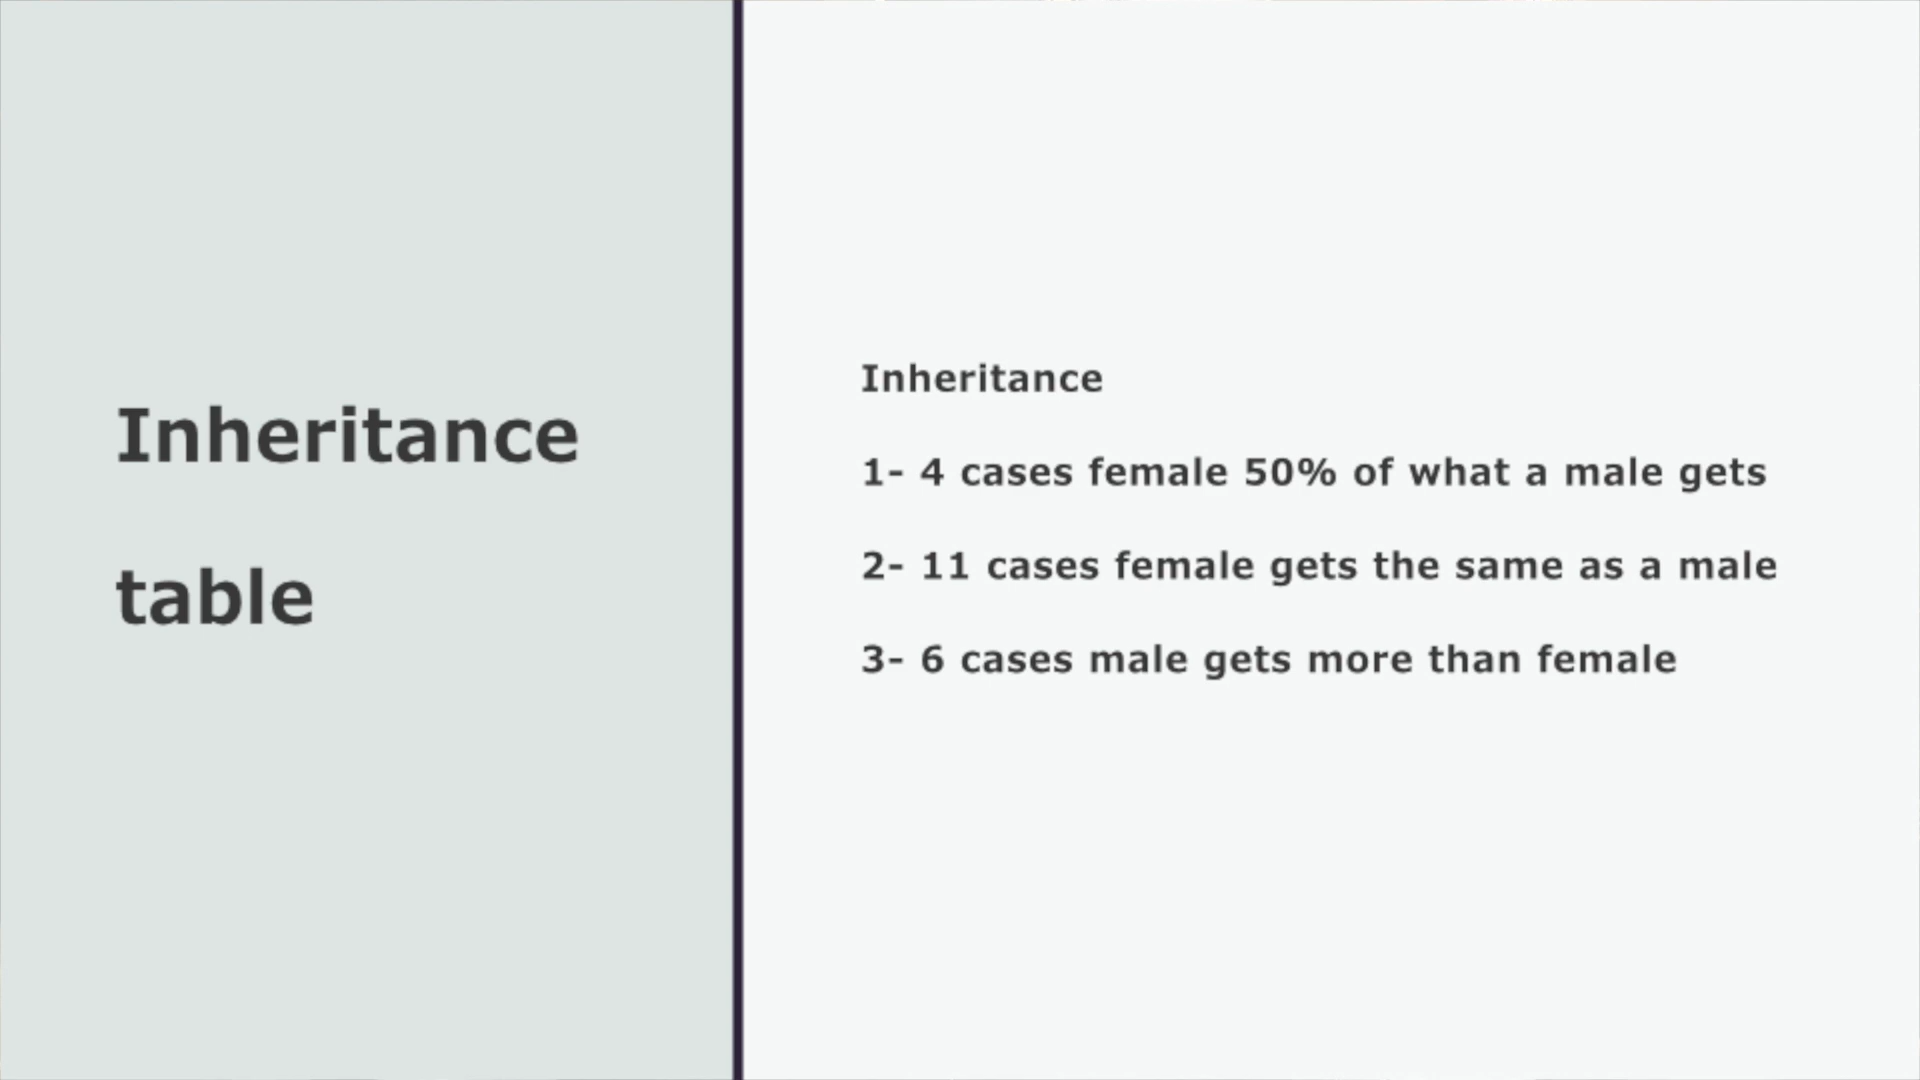 Inheritance
table
Inheritance
1- 4 cases female 50% of what a male gets
2- 11 cases female gets the same as a male
3- 6 cases male gets more than female